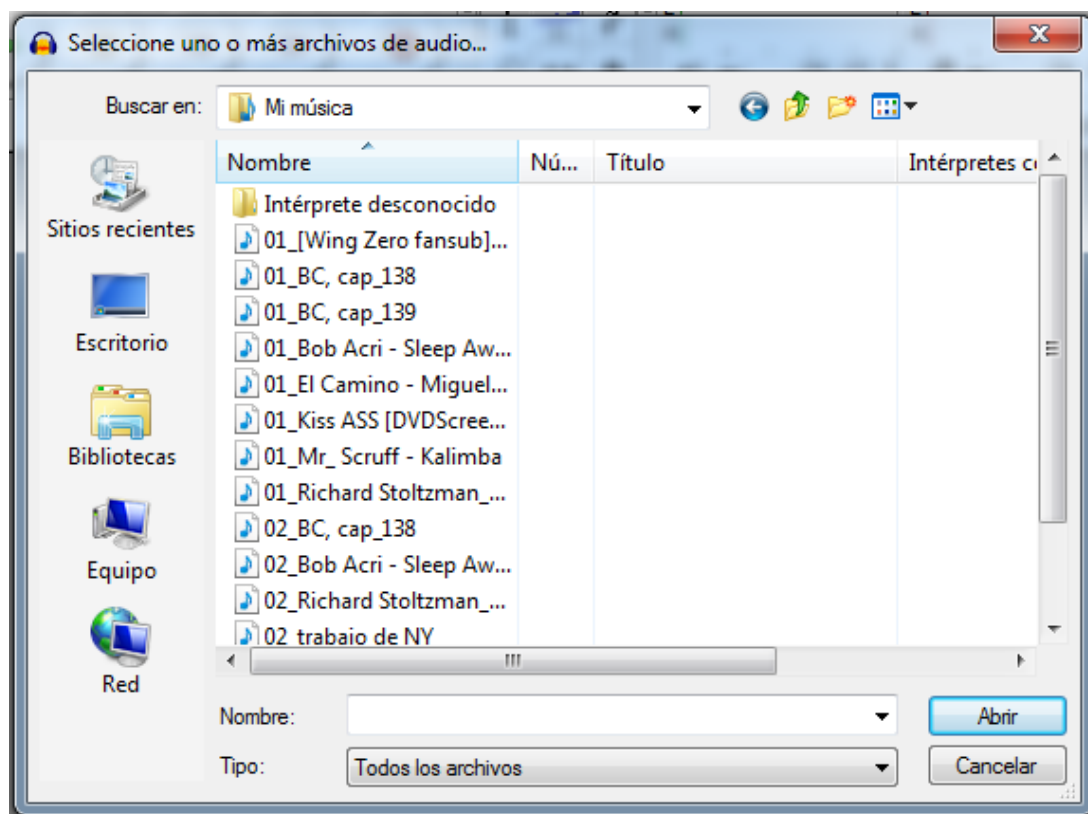 Seleccione uno o más archivos de audio...
Buscar en: Mi música
Nombre Nú... Título Intérpretes c
Sitios recientes
Escritorio
Bibliotecas
Equipo
Red
Intérprete desconocido
01_[Wing Zero fansub]...
01_BC, cap_138
01_BC, cap_139
01_Bob Acri - Sleep Aw...
01_El Camino - Miguel...
01_Kiss ASS [DVDScree...
01_Mr_ Scruff - Kalimba
01_Richard Stoltzman_...
02_BC, cap_138
02_Bob Acri - Sleep Aw...
02_Richard Stoltzman_...
02 trabaio de NY
Nombre:
Abrir
Tipo: Todos los archivos
Cancelar